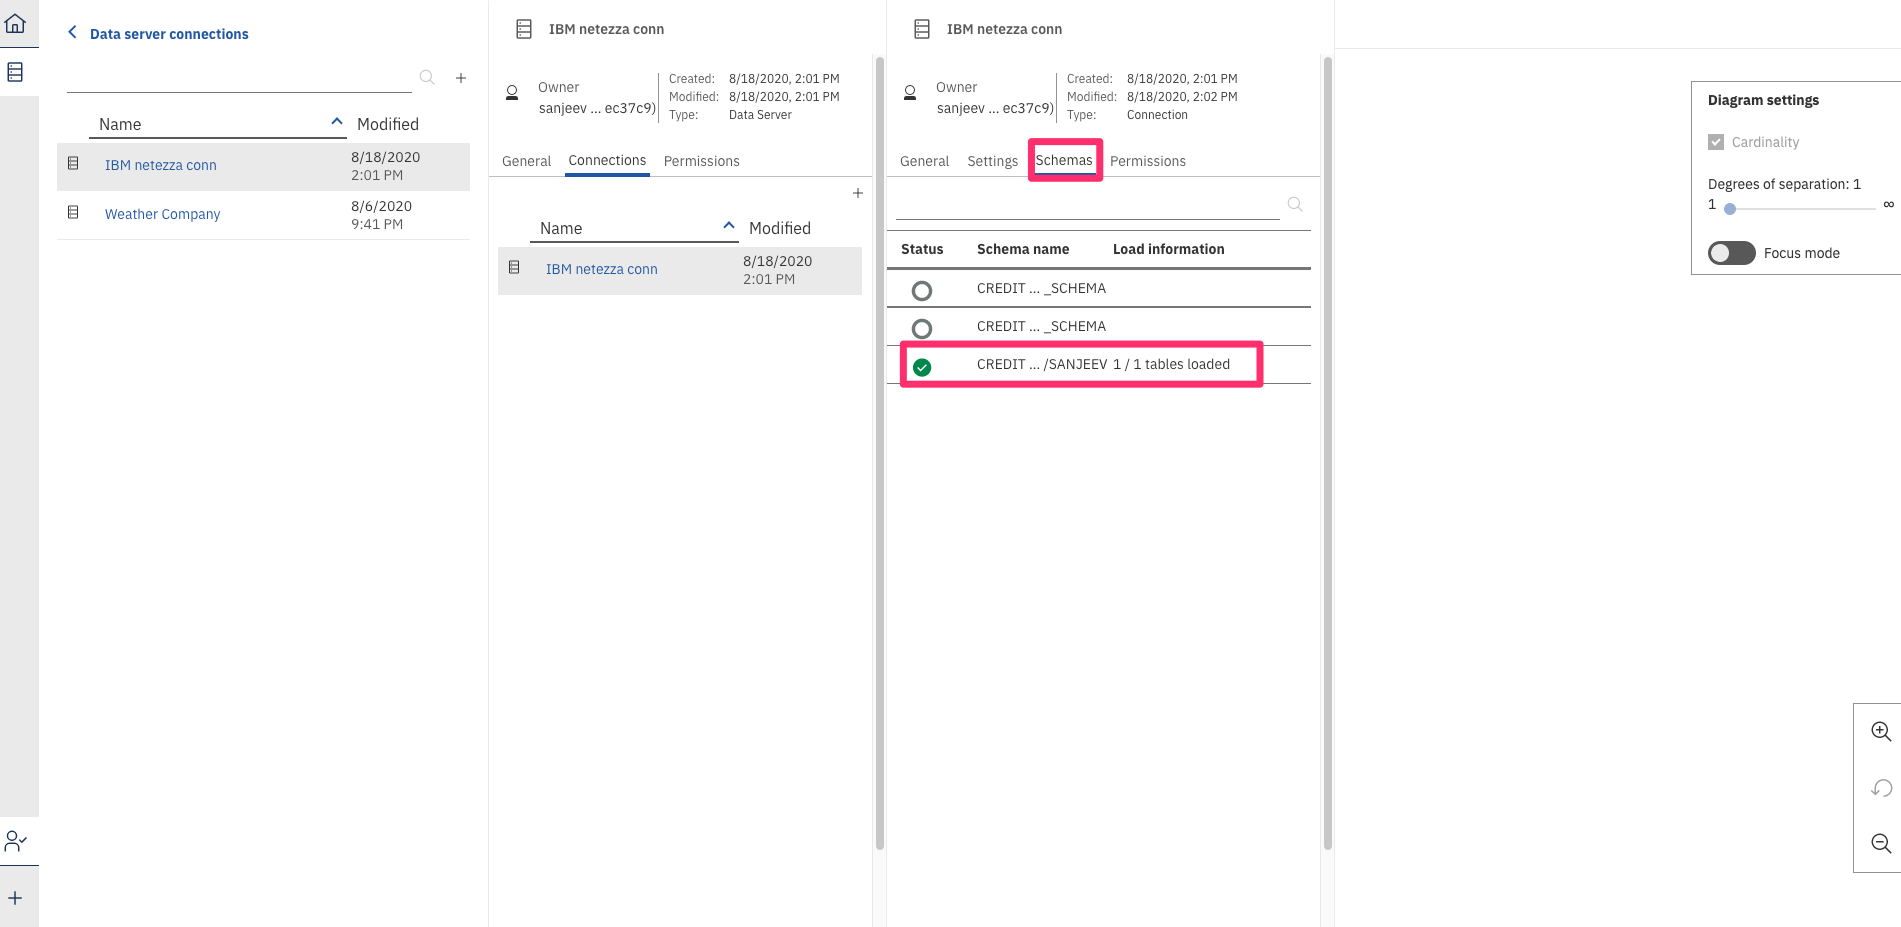 Data server connections
Name
Modified
IBM netezza conn
8/18/2020
2:01 PM
Weather Company
8/6/2020
9:41 PM
IBM netezza conn
Owner
sanjeev ... ec37c9)
Created: 8/18/2020, 2:01 PM
Modified: 8/18/2020, 2:01 PM
Type: Data Server
General Connections Permissions
Name
Modified
IBM netezza conn
8/18/2020
2:01 PM
IBM netezza conn
Owner
sanjeev ... ec37c9)
Created: 8/18/2020, 2:01 PM
Modified: 8/18/2020, 2:02 PM
Type: Connection
General Settings Schemas Permissions
Status Schema name Load information
CREDIT ... _SCHEMA
CREDIT ... _SCHEMA
CREDIT ... /SANJEEV 1 / 1 tables loaded
Diagram settings
Cardinality
Degrees of separation: 1
1 ∞
Focus mode